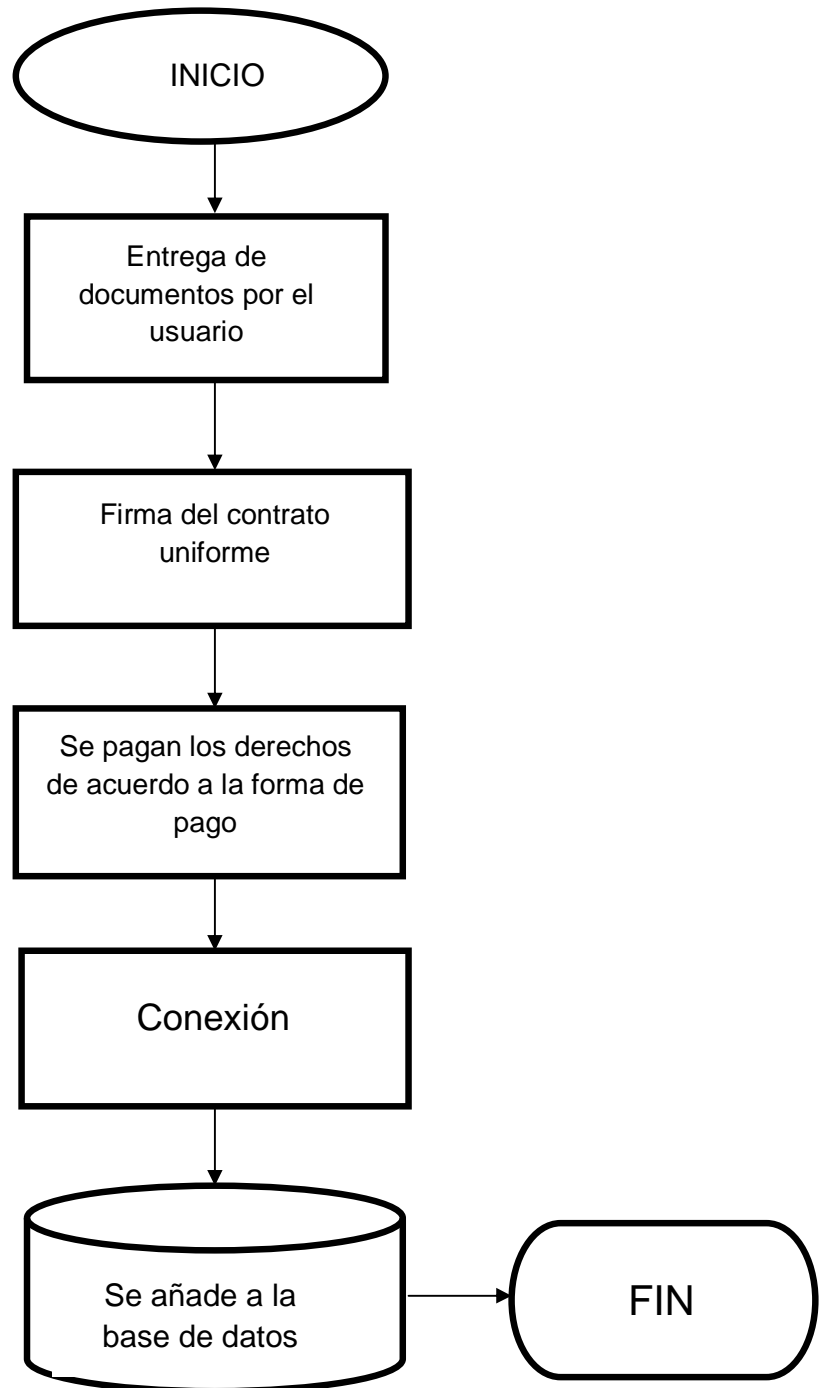 INICIO
Entrega de
documentos por el
usuario
Firma del contrato
uniforme
Se pagan los derechos
de acuerdo a la forma de
pago
Conexión
Se añade a la
base de datos
FIN